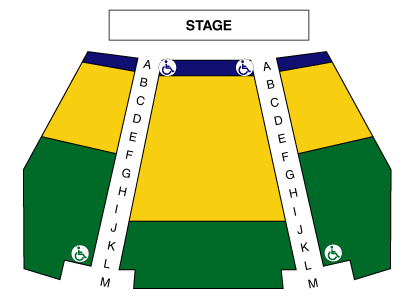 STAGE
A A
B B
C C
D D
E E
F F
G G
H H
I I
J J
K K
L L
M M